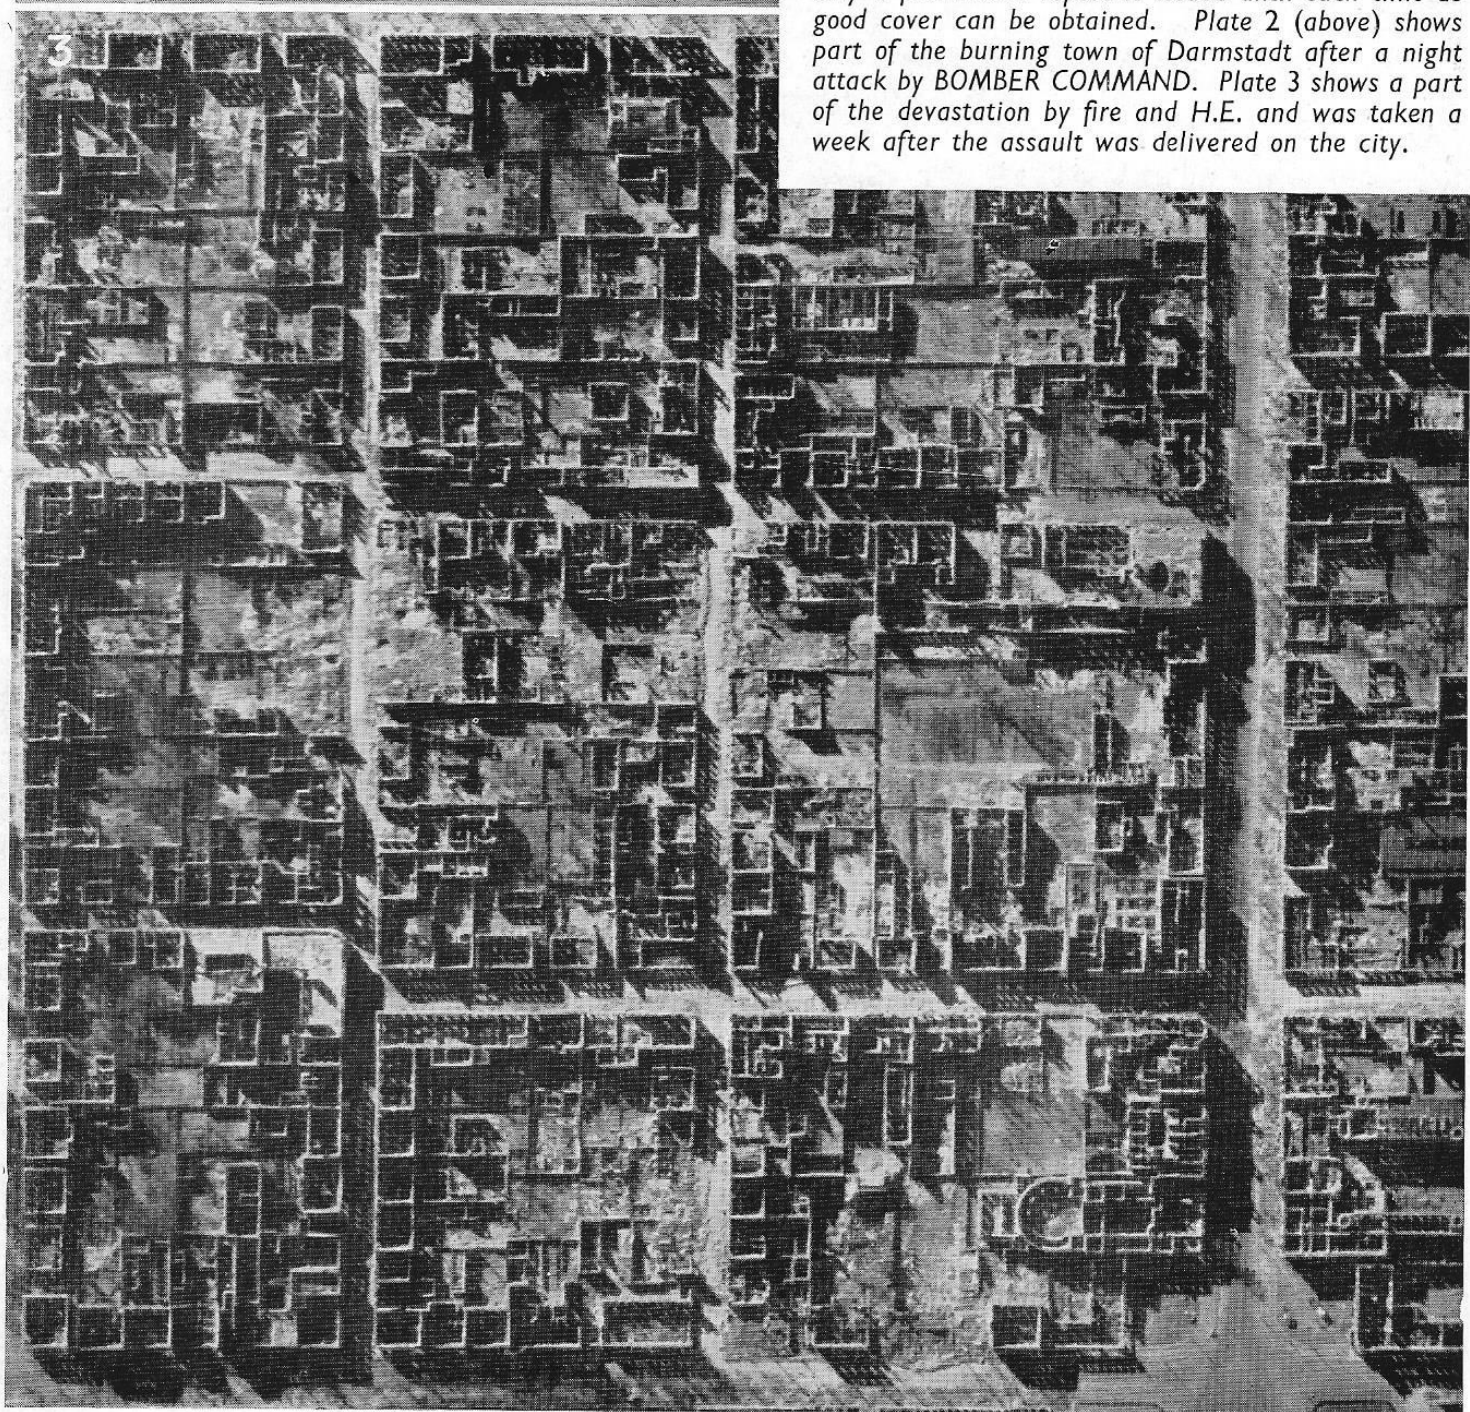 good cover can be obtained. Plate 2 (above) shows
part of the burning town of Darmstadt after a night
attack by BOMBER COMMAND. Plate 3 shows a part
of the devastation by fire and H.E. and was taken a
week after the assault was delivered on the city.
3